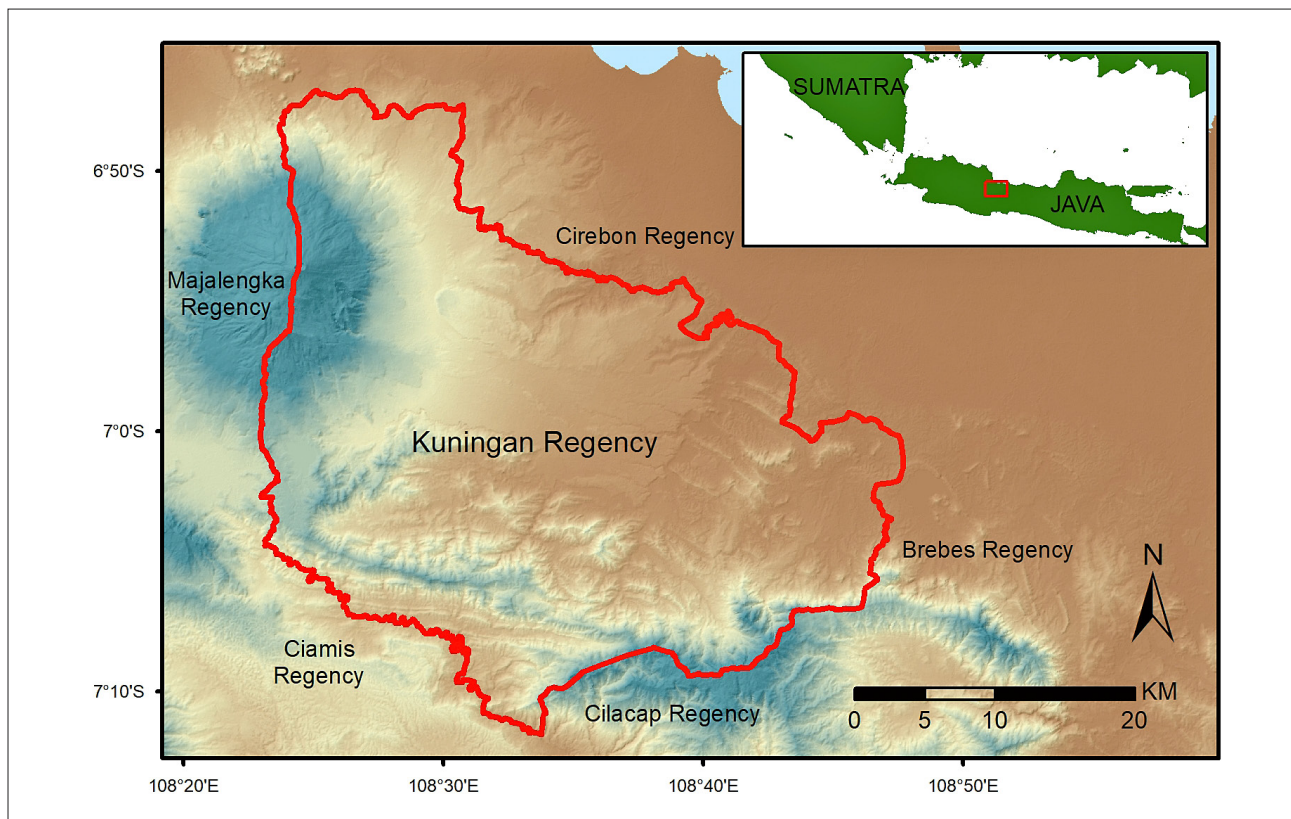 SUMATRA
JAVA
6°50'S
Cirebon Regency
Majalengka
Regency
7°0'S
Kuningan Regency
Brebes Regency
N
Ciamis
Regency
7°10'S
Cilacap Regency
KM
0 5 10 20
108°20'E 108°30'E 108°40'E 108°50'E